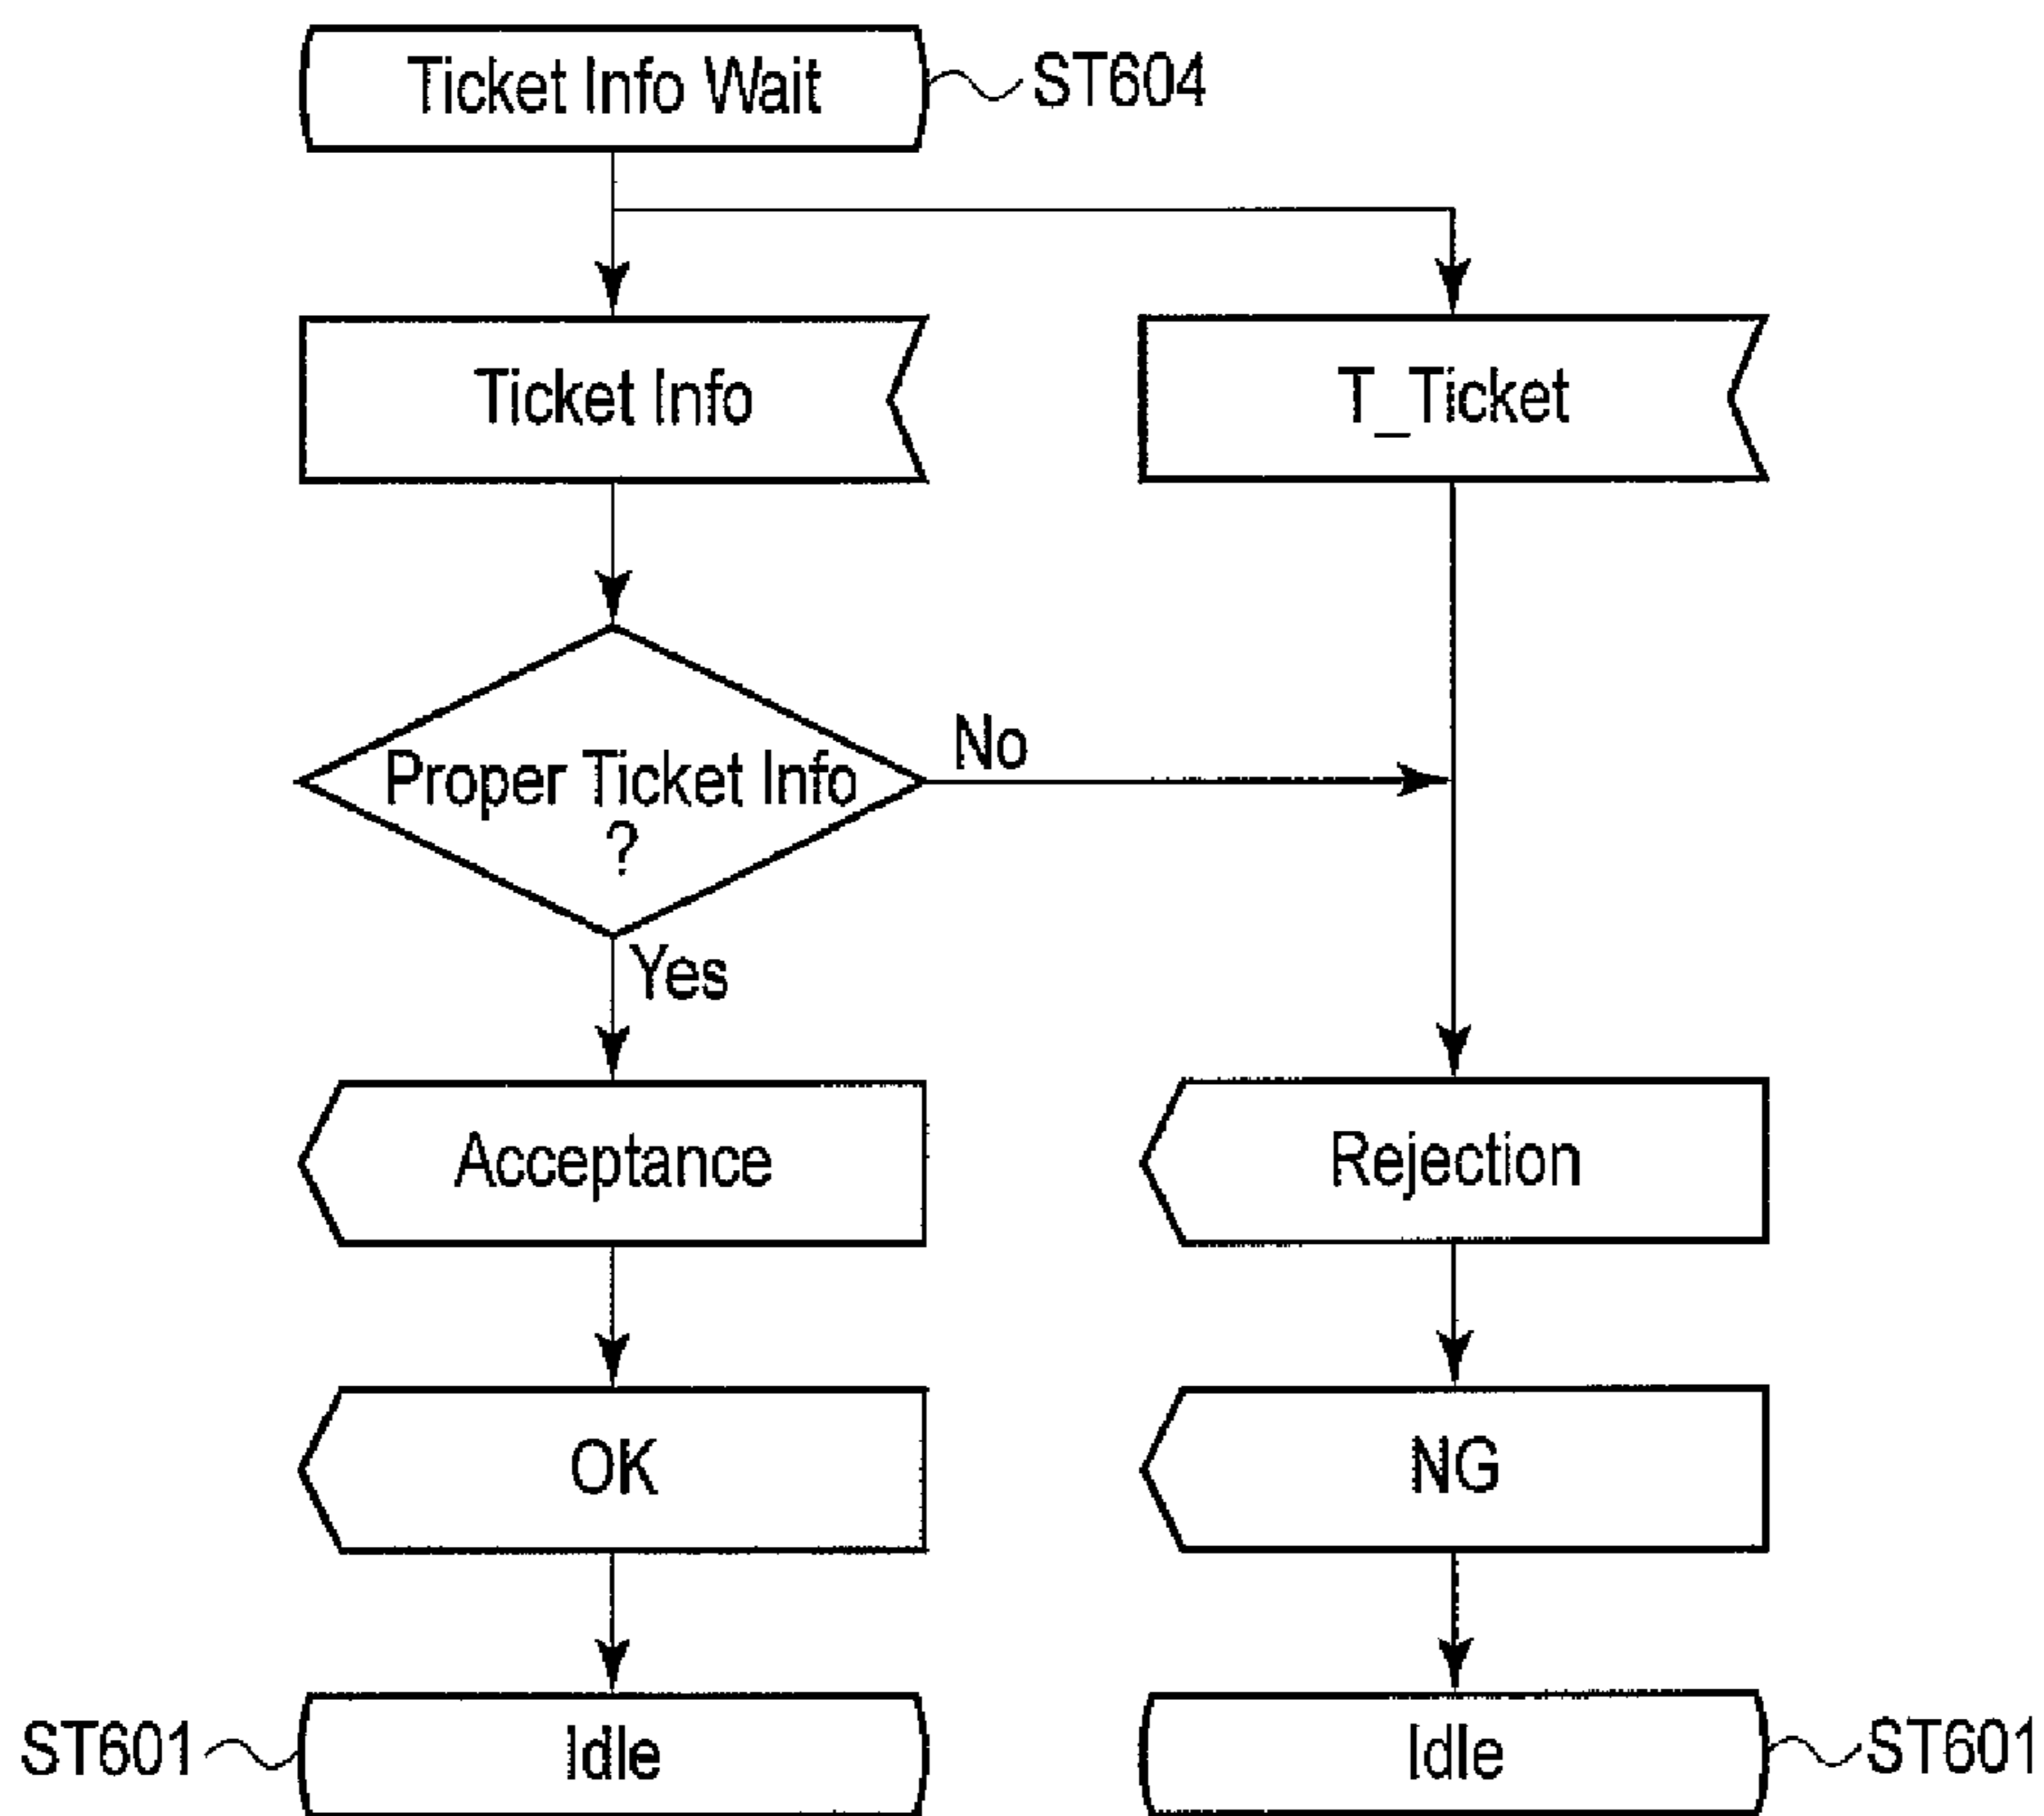 Ticket Info Wait
ST604
Ticket Info
T_Ticket
Proper Ticket Info
?
No
Yes
Acceptance
Rejection
OK
NG
ST601
Idle
Idle
ST601